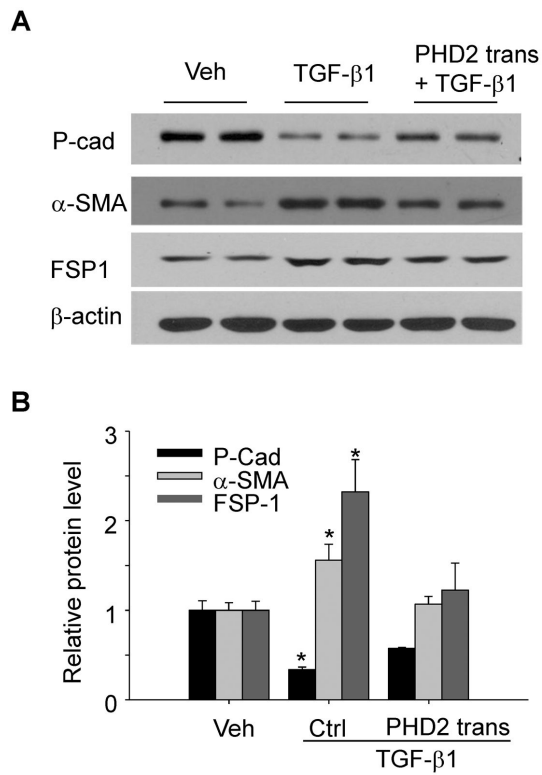 A
Veh
TGF-β1
PHD2 trans
+ TGF-β1
P-cad
α-SMA
FSP1
β-actin
B
Relative protein level
3
2
1
0
P-Cad
α-SMA
FSP-1
*
*
*
Veh
Ctrl
PHD2 trans
TGF-β1